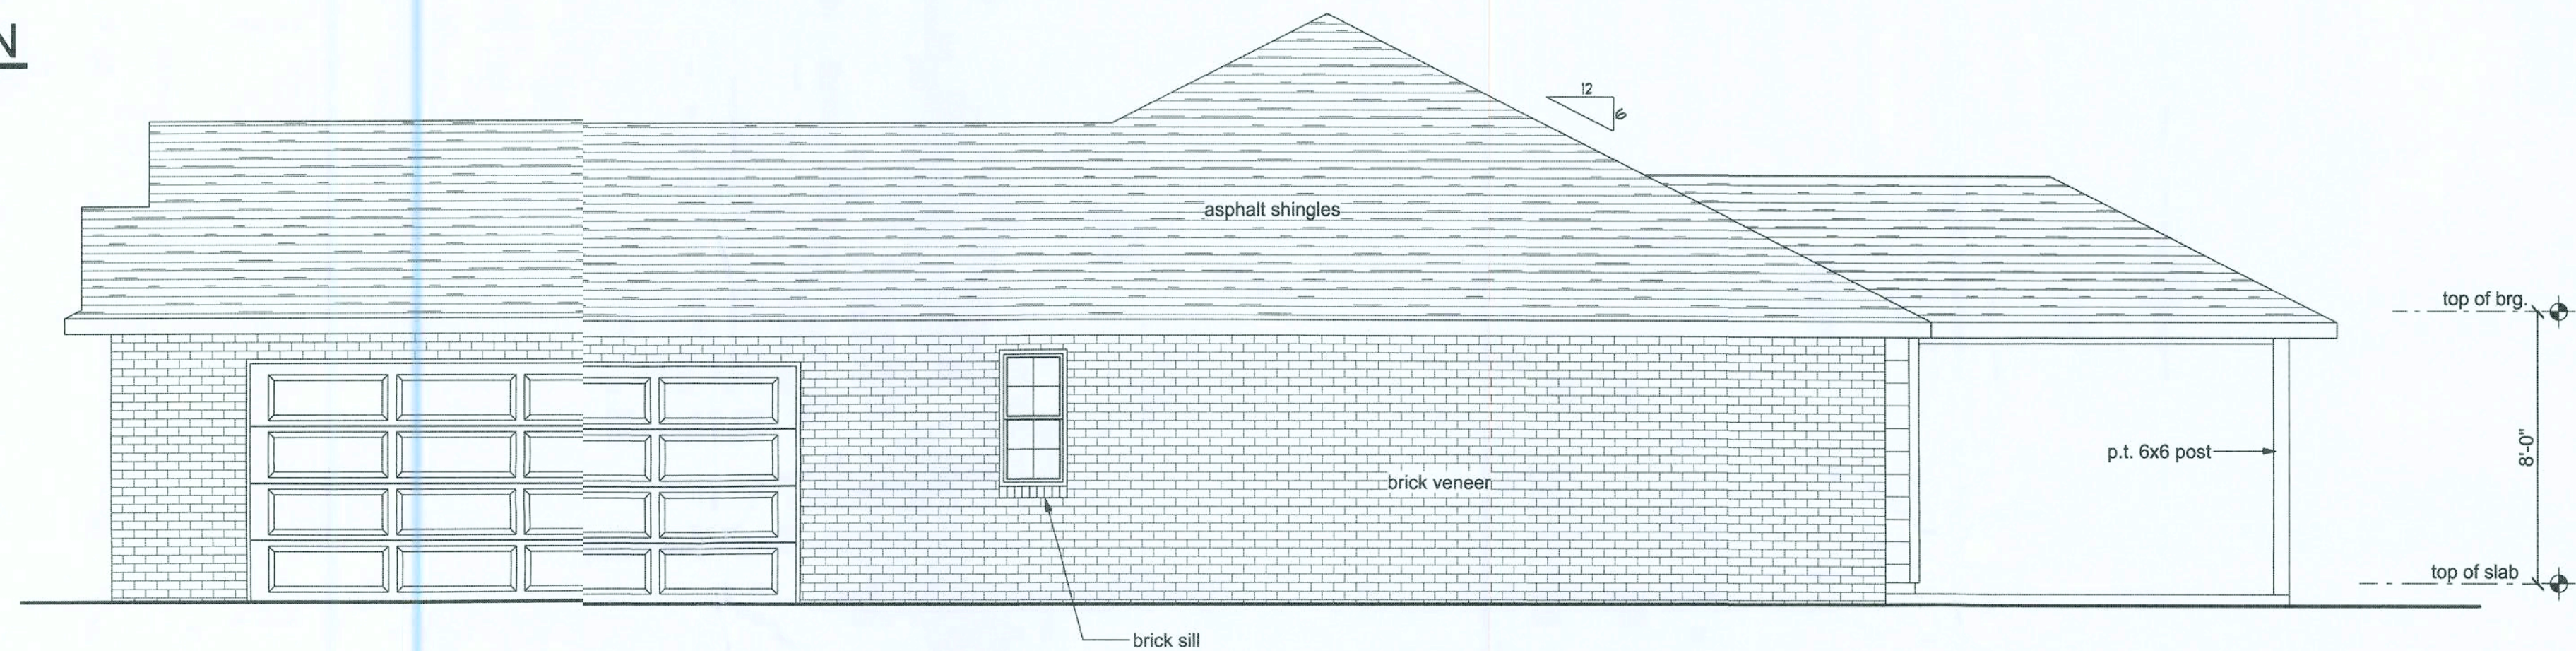 N
12
6
asphalt shingles
top of brg.
p.t. 6x6 post
8'-0"
brick veneer
top of slab
brick sill